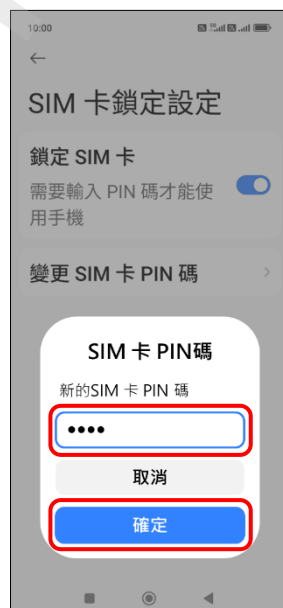 10:00
SIM 卡鎖定設定
鎖定 SIM 卡
需要輸入 PIN 碼才能使
用手機
變更 SIM 卡 PIN 碼
SIM 卡 PIN碼
新的SIM 卡 PIN 碼
••••
取消
確定